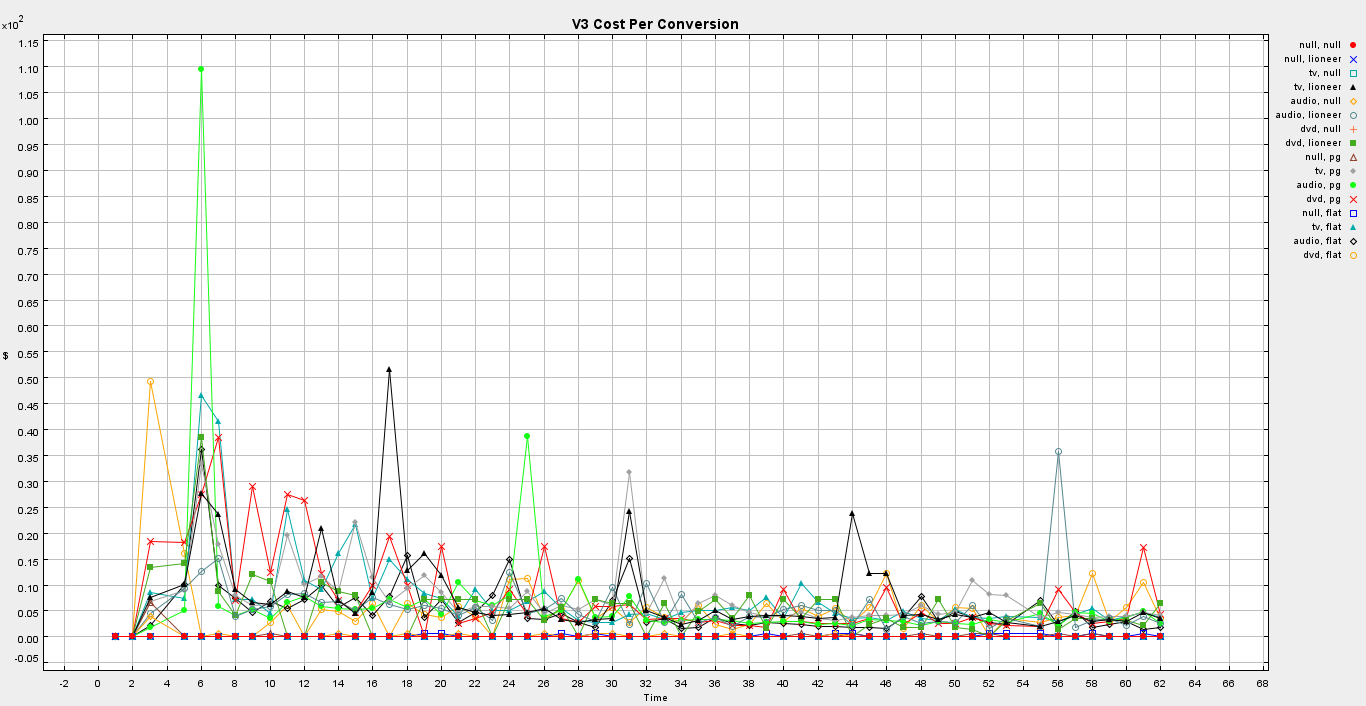 V3 Cost Per Conversion
x10²
1.15
1.10
1.05
1.00
0.95
0.90
0.85
0.80
0.75
0.70
0.65
0.60
0.55
$
0.50
0.45
0.40
0.35
0.30
0.25
0.20
0.15
0.10
0.05
0.00
-0.05
-2 0 2 4 6 8 10 12 14 16 18 20 22 24 26 28 30 32 34 36 38 40 42 44 46 48 50 52 54 56 58 60 62 64 66 68
Time
null, null
null, lioneer
tv, null
tv, lioneer
audio, null
audio, lioneer
dvd, null
dvd, lioneer
null, pg
tv, pg
audio, pg
dvd, pg
null, flat
tv, flat
audio, flat
dvd, flat